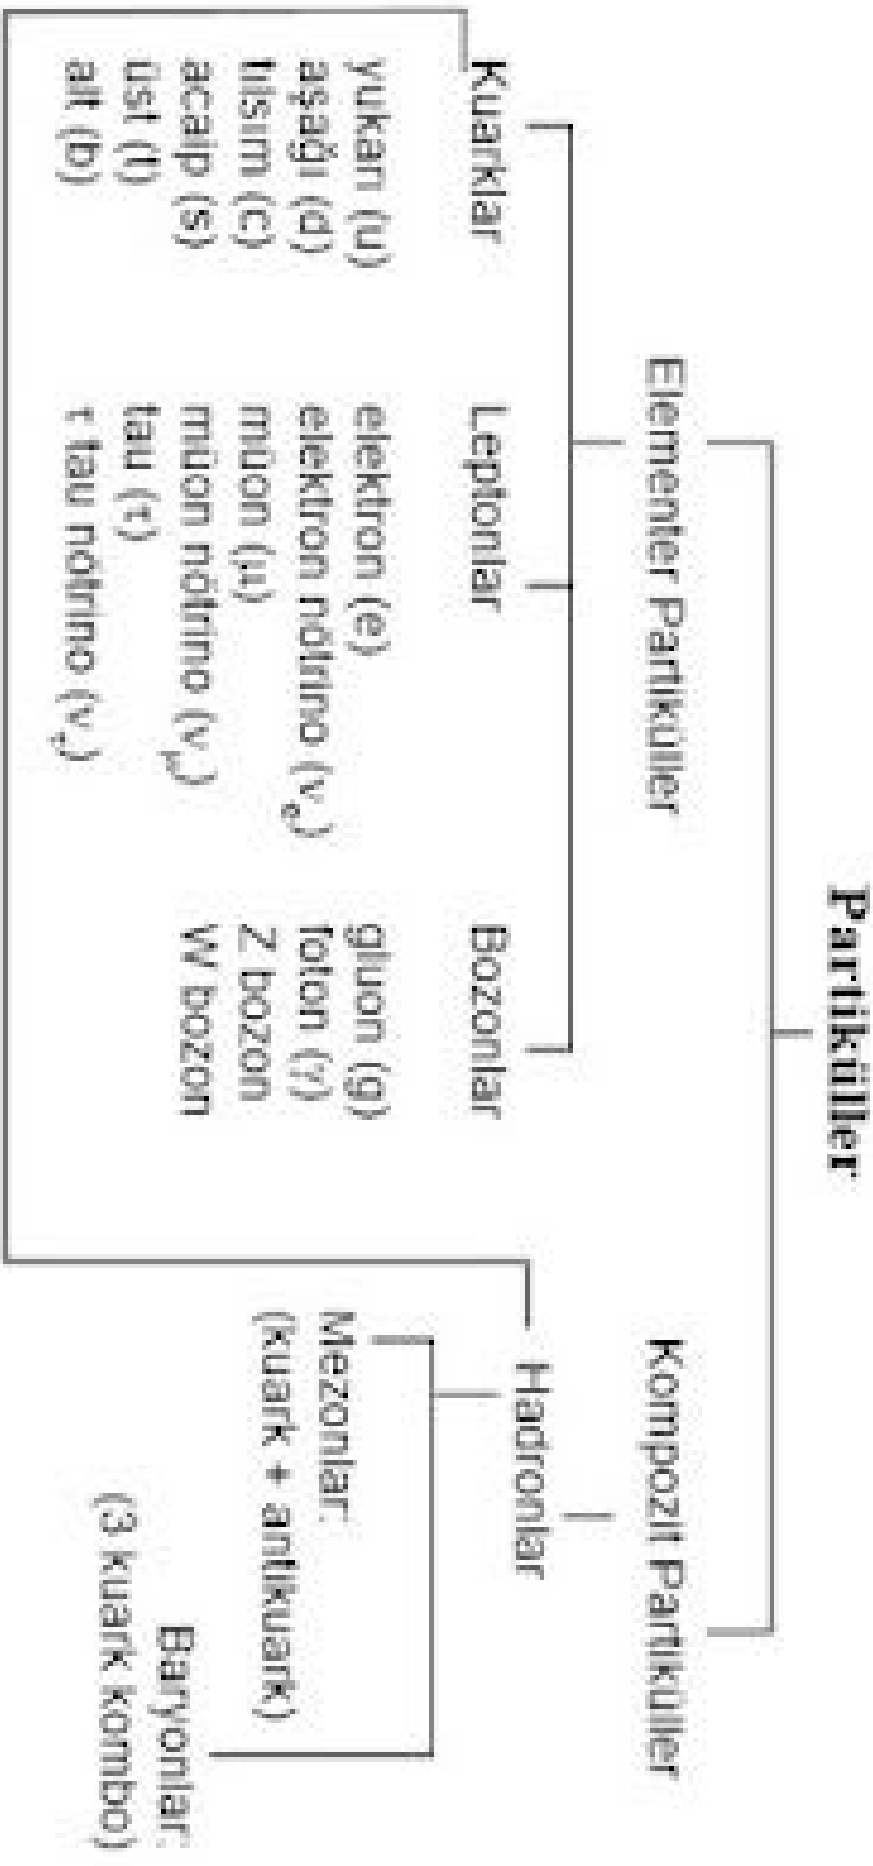 Partiküller
Elementer Partiküller
Kompozit Partiküller
Kuarklar
yukarı (u)
aşağı (d)
tılsım (c)
acaip (s)
üst (t)
alt (b)
Leptonlar
elektron (e)
elektron nötrino (νe)
müon (μ)
müon nötrino (νμ)
tau (τ)
τ tau nötrino (ντ)
Bozonlar
gluon (g)
foton (γ)
Z bozon
W bozon
Hadronlar
Mezonlar:
(kuark + antikuark)
Baryonlar:
(3 kuark kombo)